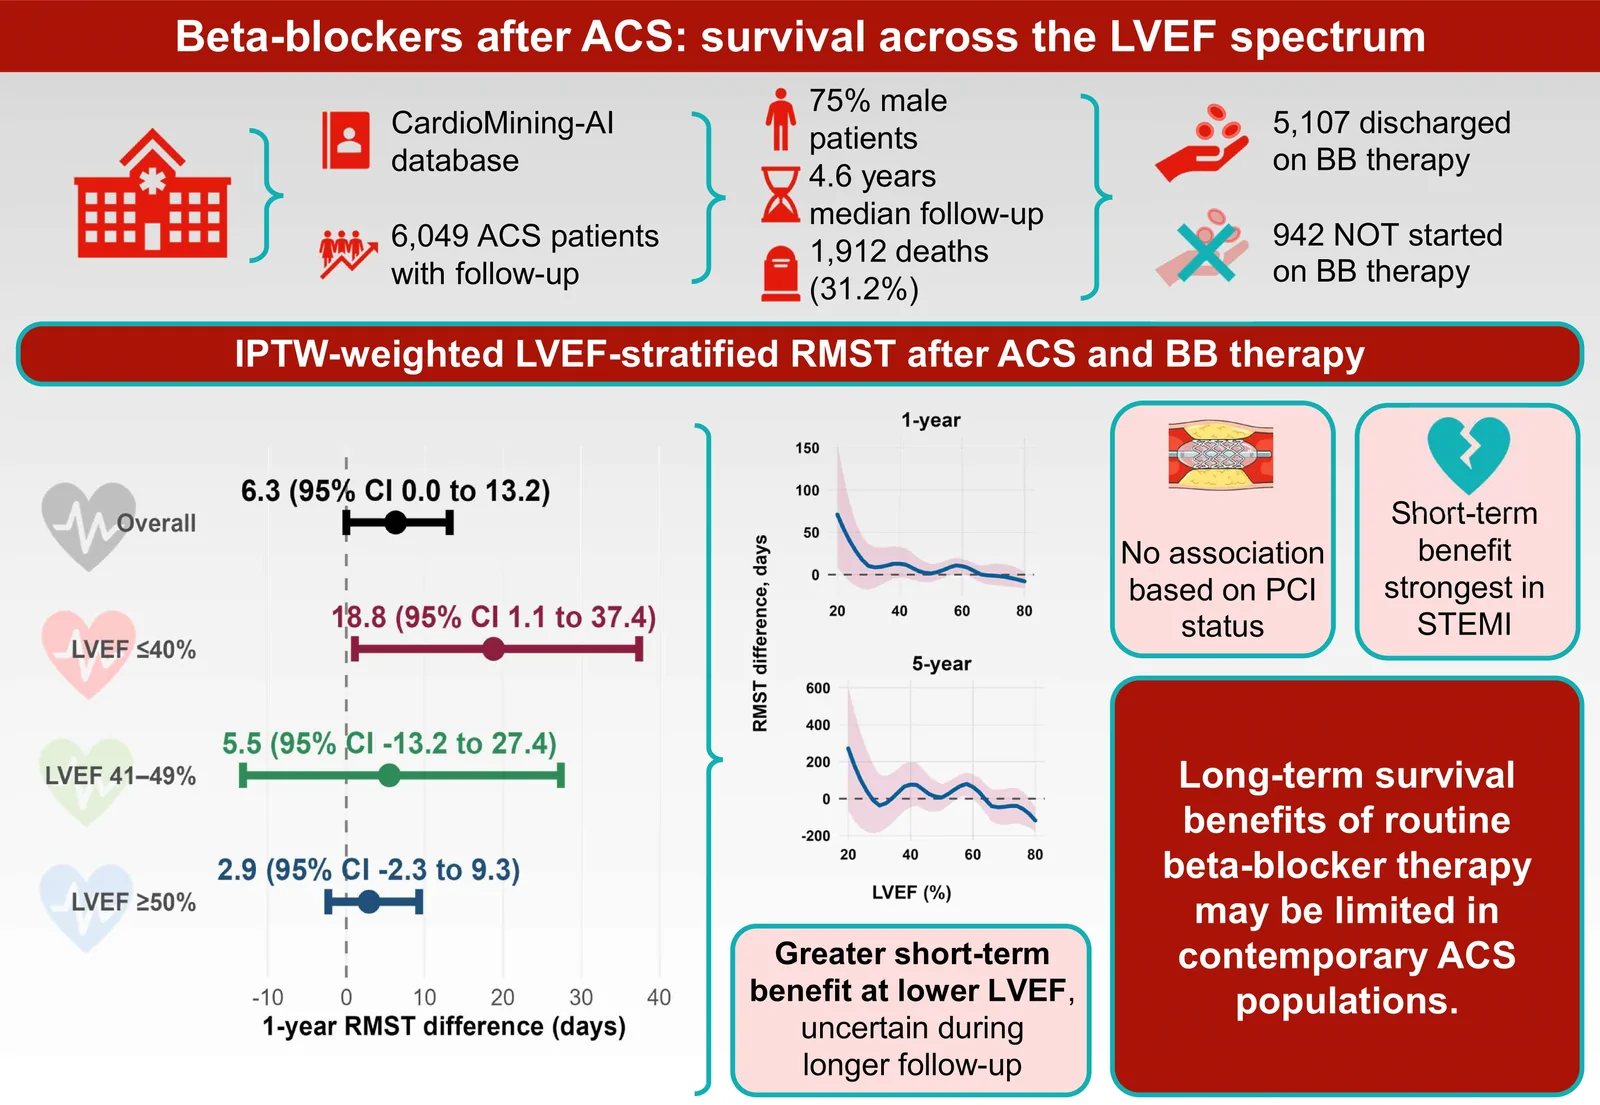 Beta-blockers after ACS: survival across the LVEF spectrum
CardioMining-AI
database
6,049 ACS patients
with follow-up
75% male
patients
4.6 years
median follow-up
1,912 deaths
(31.2%)
5,107 discharged
on BB therapy
942 NOT started
on BB therapy
IPTW-weighted LVEF-stratified RMST after ACS and BB therapy
Overall
6.3 (95% CI 0.0 to 13.2)
LVEF ≤40%
18.8 (95% CI 1.1 to 37.4)
LVEF 41–49%
5.5 (95% CI -13.2 to 27.4)
LVEF ≥50%
2.9 (95% CI -2.3 to 9.3)
-10 0 10 20 30 40
1-year RMST difference (days)
RMST difference, days
1-year
150
100
50
0
20 40 60 80
5-year
600
400
200
0
-200
20 40 60 80
LVEF (%)
Greater short-term
benefit at lower LVEF,
uncertain during
longer follow-up
No association
based on PCI
status
Short-term
benefit
strongest in
STEMI
Long-term survival
benefits of routine
beta-blocker therapy
may be limited in
contemporary ACS
populations.